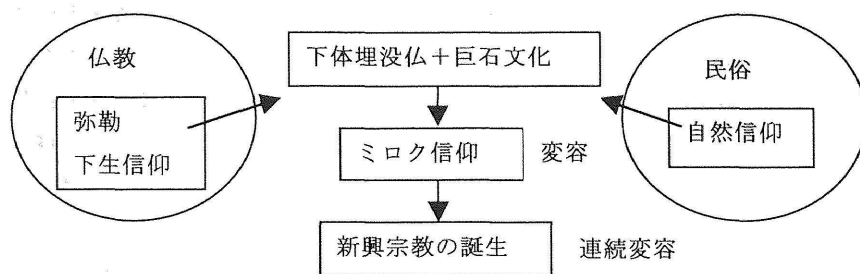 仏教
弥勒
下生信仰
下体埋没仏＋巨石文化
ミロク信仰
変容
新興宗教の誕生
連続変容
民俗
自然信仰